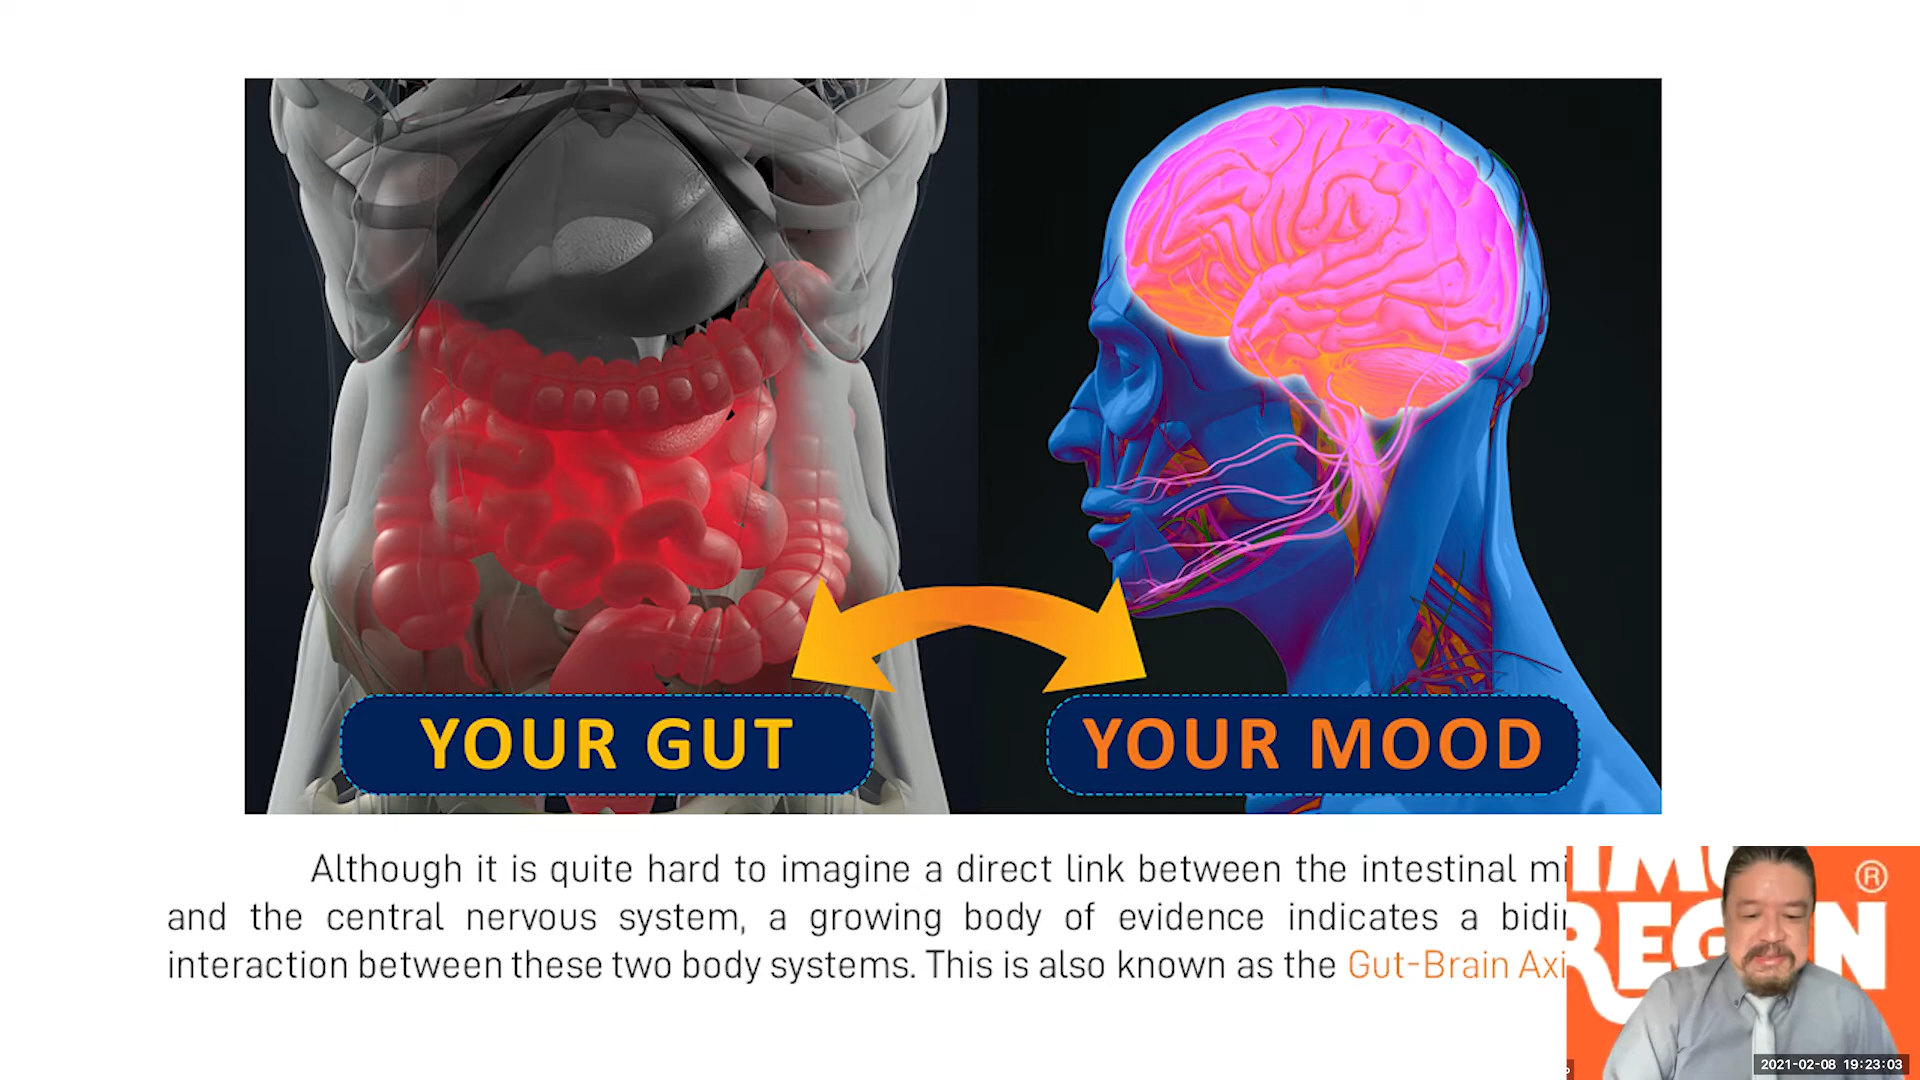 YOUR GUT
YOUR MOOD
Although it is quite hard to imagine a direct link between the intestinal
and the central nervous system, a growing body of evidence indicates a
interaction between these two body systems. This is also known as the Gut-Brain
®
2021-02-08 19:23:03